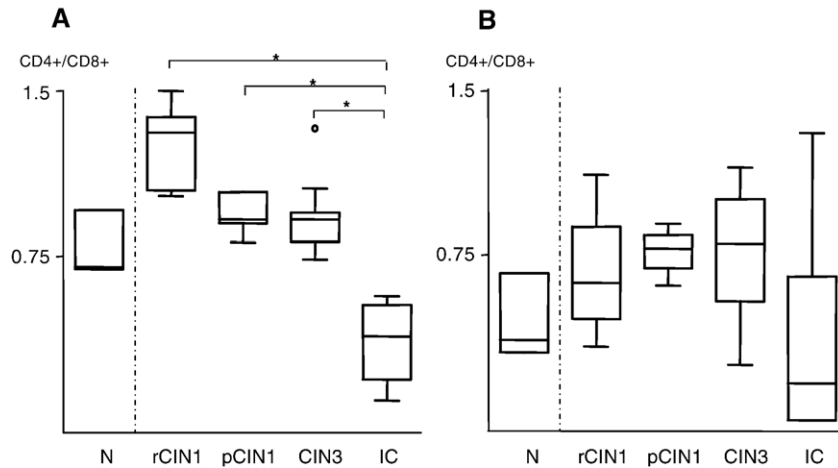 A
CD4+/CD8+
1.5
0.75
* 
*
*
N rCIN1 pCIN1 CIN3 IC
B
CD4+/CD8+
1.5
0.75
N rCIN1 pCIN1 CIN3 IC